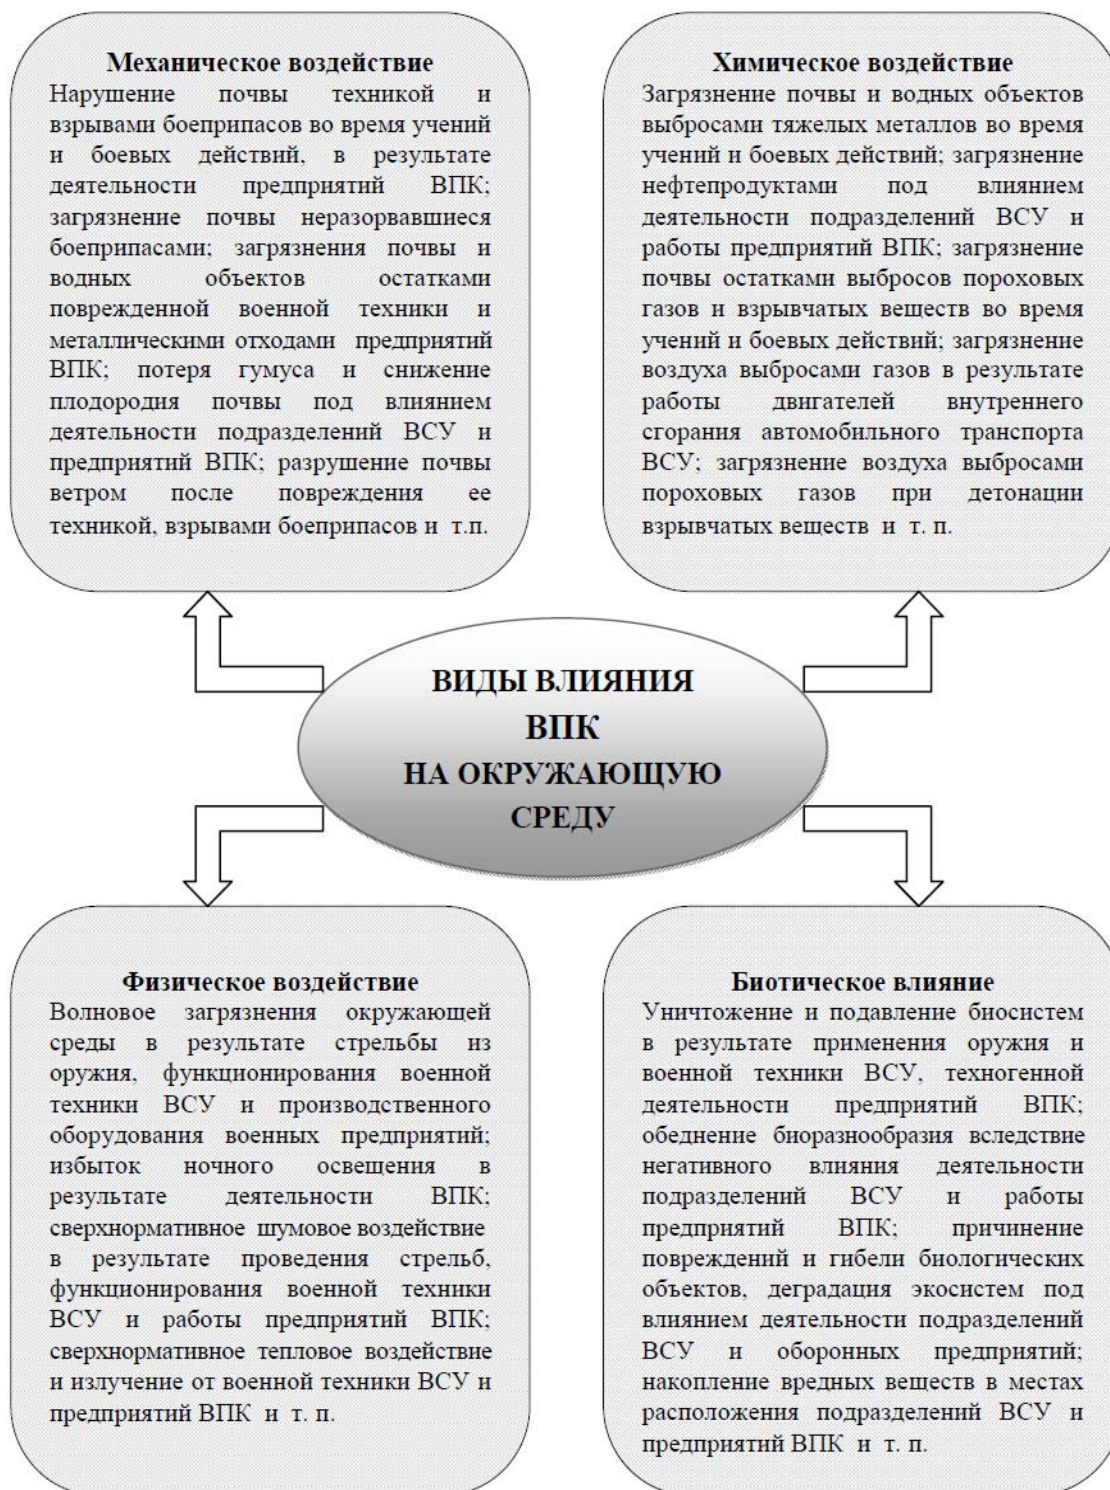 Механическое воздействие
Нарушение почвы техникой и
взрывами боеприпасов во время учений
и боевых действий, в результате
деятельности предприятий ВПК;
загрязнение почвы неразорвавшиеся
боеприпасами; загрязнения почвы и
водных объектов остатками
поврежденной военной техники и
металлическими отходами предприятий
ВПК; потеря гумуса и снижение
плодородия почвы под влиянием
деятельности подразделений ВСУ и
предприятий ВПК; разрушение почвы
ветром после повреждения ее
техникой, взрывами боеприпасов и т.п.
Химическое воздействие
Загрязнение почвы и водных объектов
выбросами тяжелых металлов во время
учений и боевых действий; загрязнение
нефтепродуктами под влиянием
деятельности подразделений ВСУ и
работы предприятий ВПК; загрязнение
почвы остатками выбросов пороховых
газов и взрывчатых веществ во время
учений и боевых действий; загрязнение
воздуха выбросами газов в результате
работы двигателей внутреннего
сгорания автомобильного транспорта
ВСУ; загрязнение воздуха выбросами
пороховых газов при детонации
взрывчатых веществ и т. п.
ВИДЫ ВЛИЯНИЯ
ВПК
НА ОКРУЖАЮЩУЮ
СРЕДУ
Физическое воздействие
Волновое загрязнения окружающей
среды в результате стрельбы из
оружия, функционирования военной
техники ВСУ и производственного
оборудования военных предприятий;
избыток ночного освещения в
результате деятельности ВПК;
сверхнормативное шумовое воздействие
в результате проведения стрельб,
функционирования военной техники
ВСУ и работы предприятий ВПК;
сверхнормативное тепловое воздействие
и излучение от военной техники ВСУ и
предприятий ВПК и т. п.
Биотическое влияние
Уничтожение и подавление биосистем
в результате применения оружия и
военной техники ВСУ, техногенной
деятельности предприятий ВПК;
обеднение биоразнообразия вследствие
негативного влияния деятельности
подразделений ВСУ и работы
предприятий ВПК; причинение
повреждений и гибели биологических
объектов, деградация экосистем под
влиянием деятельности подразделений
ВСУ и оборонных предприятий;
накопление вредных веществ в местах
расположения подразделений ВСУ и
предприятий ВПК и т. п.